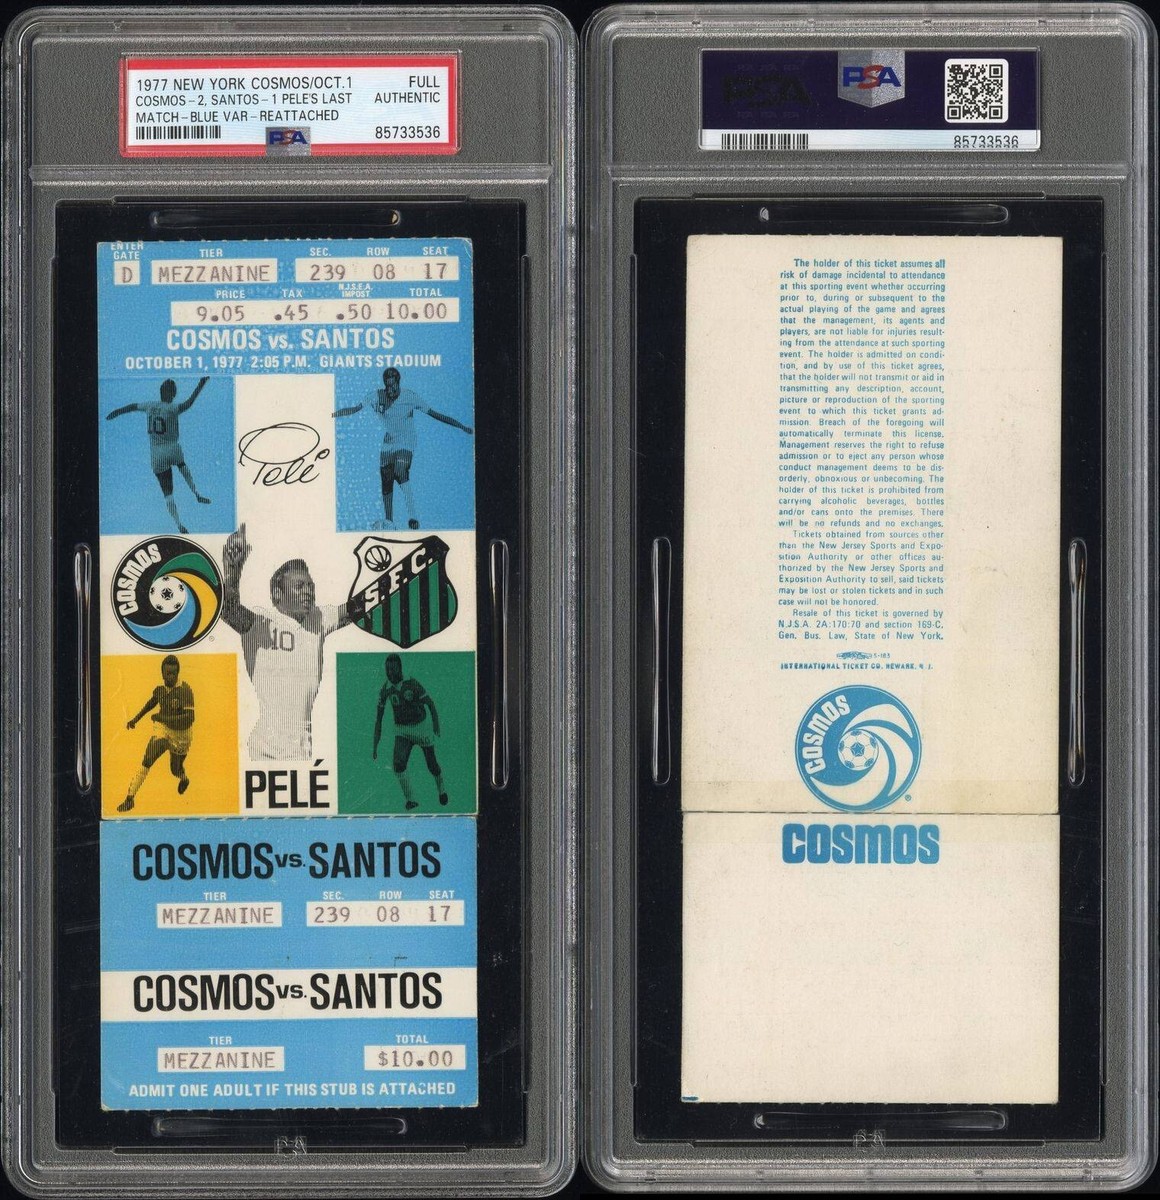 1977 NEW YORK COSMOS/OCT.1 FULL
COSMOS-2, SANTOS-1 PELE'S LAST AUTHENTIC
MATCH-BLUE VAR-REATTACHED
PSA 85733536
ENTER GATE TIER SEC. ROW SEAT
D MEZZANINE 239 08 17
PRICE TAX N.J.S.E.A. IMPOST TOTAL
9.05 .45 .50 10.00
COSMOS vs. SANTOS
OCTOBER 1, 1977 2:05 P.M. GIANTS STADIUM
10
Pelé
COSMOS ®
S.F.C.
10
PELÉ
COSMOS vs. SANTOS
TIER SEC. ROW SEAT
MEZZANINE 239 08 17
COSMOS vs. SANTOS
TIER TOTAL
MEZZANINE $10.00
ADMIT ONE ADULT IF THIS STUB IS ATTACHED
PSA
PSA
PSA
85733536
The holder of this ticket assumes all
risk of damage incidental to attendance
at this sporting event whether occurring
prior to, during or subsequent to the
actual playing of the game and agrees
that the management, its agents and
players, are not liable for injuries result-
ing from the attendance at such sporting
event. The holder is admitted on condi-
tion, and by use of this ticket agrees,
that the holder will not transmit or aid in
transmitting any description, account,
picture or reproduction of the sporting
event to which this ticket grants ad-
mission. Breach of the foregoing will
automatically terminate this license.
Management reserves the right to refuse
admission or to eject any person whose
conduct management deems to be dis-
orderly, obnoxious or unbecoming. The
holder of this ticket is prohibited from
carrying alcoholic beverages, bottles
and/or cans onto the premises. There
will be no refunds and no exchanges.
Tickets obtained from sources other
than the New Jersey Sports and Expo-
sition Authority or other offices au-
thorized by the New Jersey Sports and
Exposition Authority to sell, said tickets
may be lost or stolen tickets and in such
case will not be honored.
Resale of this ticket is governed by
N.J.S.A. 2A:170:70 and section 169-C.
Gen. Bus. Law, State of New York.
INTERNATIONAL TICKET CO. NEWARK, N. J.
COSMOS ®
COSMOS
PSA